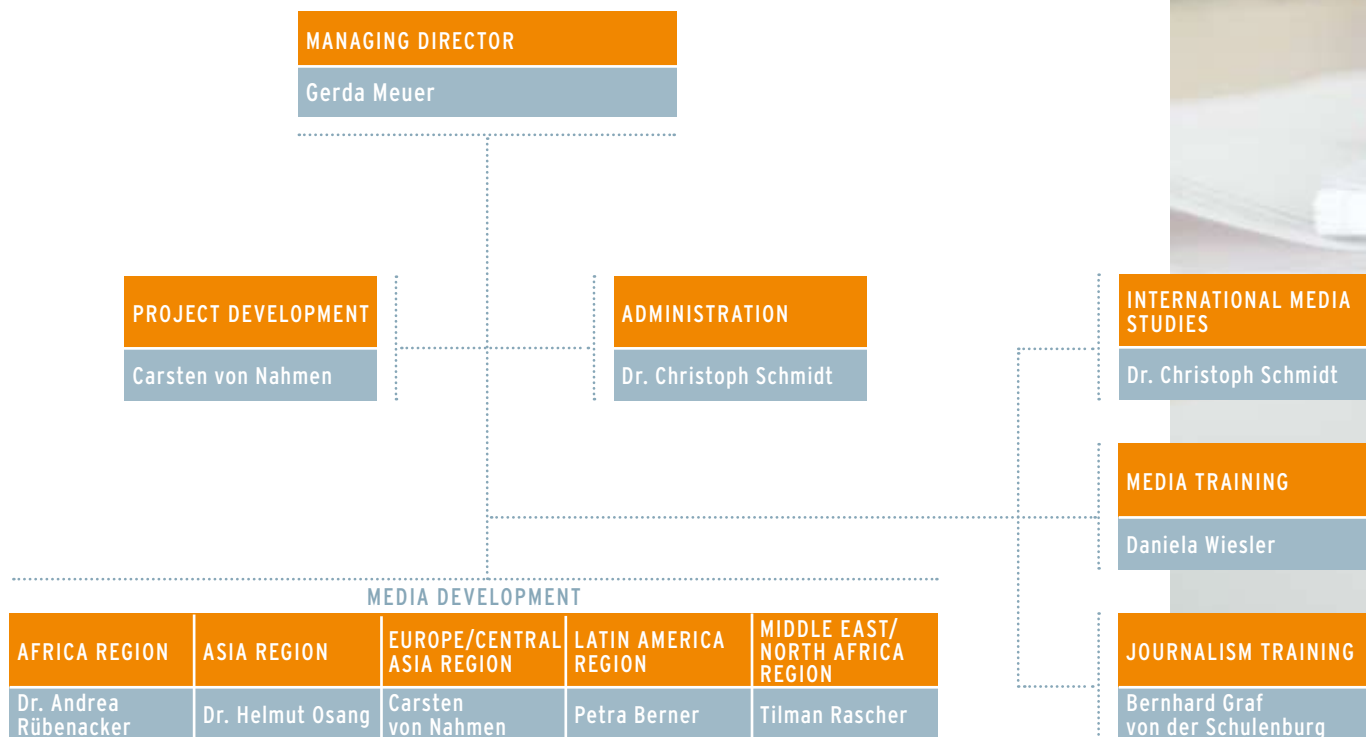 MANAGING DIRECTOR
Gerda Meuer
PROJECT DEVELOPMENT
Carsten von Nahmen
ADMINISTRATION
Dr. Christoph Schmidt
INTERNATIONAL MEDIA
STUDIES
Dr. Christoph Schmidt
MEDIA TRAINING
Daniela Wiesler
JOURNALISM TRAINING
Bernhard Graf
von der Schulenburg
MEDIA DEVELOPMENT
AFRICA REGION
Dr. Andrea
Rübenacker
ASIA REGION
Dr. Helmut Osang
EUROPE/CENTRAL
ASIA REGION
Carsten
von Nahmen
LATIN AMERICA
REGION
Petra Berner
MIDDLE EAST/
NORTH AFRICA
REGION
Tilman Rascher